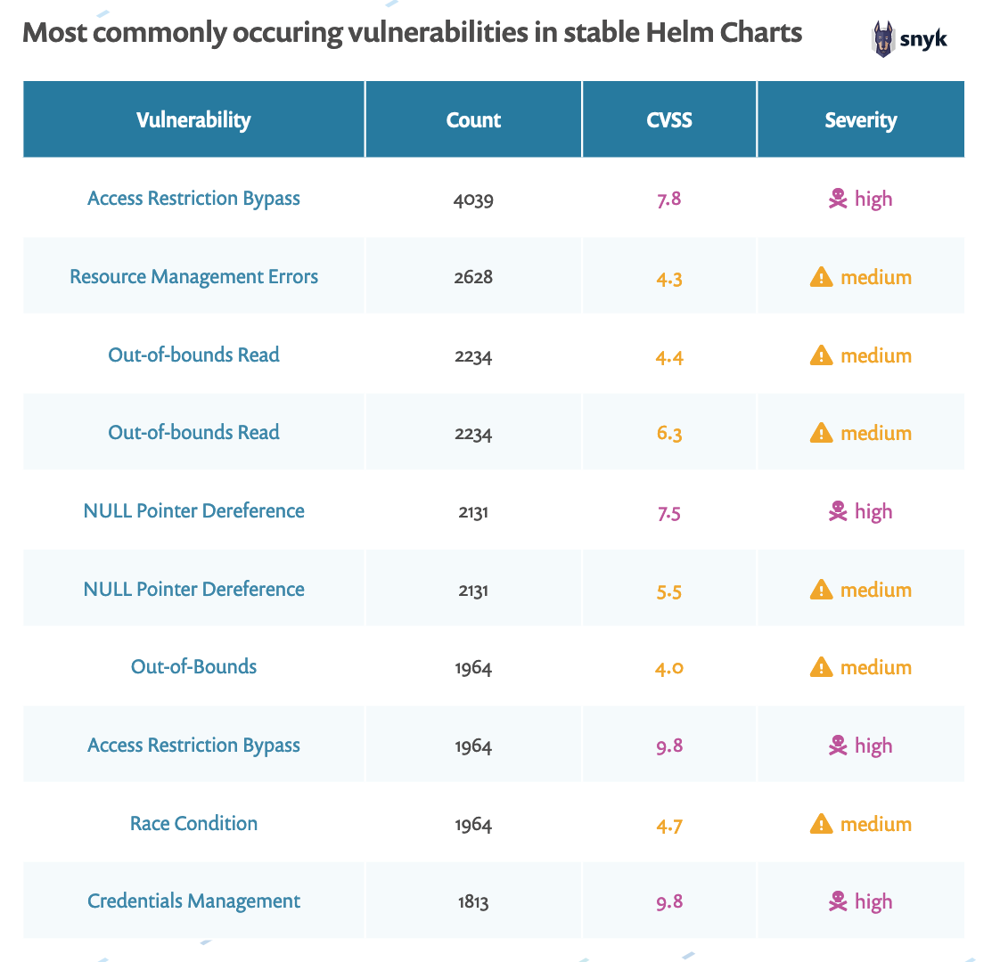 Most commonly occuring vulnerabilities in stable Helm Charts snyk
Vulnerability Count CVSS Severity
Access Restriction Bypass 4039 7.8 high
Resource Management Errors 2628 4.3 medium
Out-of-bounds Read 2234 4.4 medium
Out-of-bounds Read 2234 6.3 medium
NULL Pointer Dereference 2131 7.5 high
NULL Pointer Dereference 2131 5.5 medium
Out-of-Bounds 1964 4.0 medium
Access Restriction Bypass 1964 9.8 high
Race Condition 1964 4.7 medium
Credentials Management 1813 9.8 high